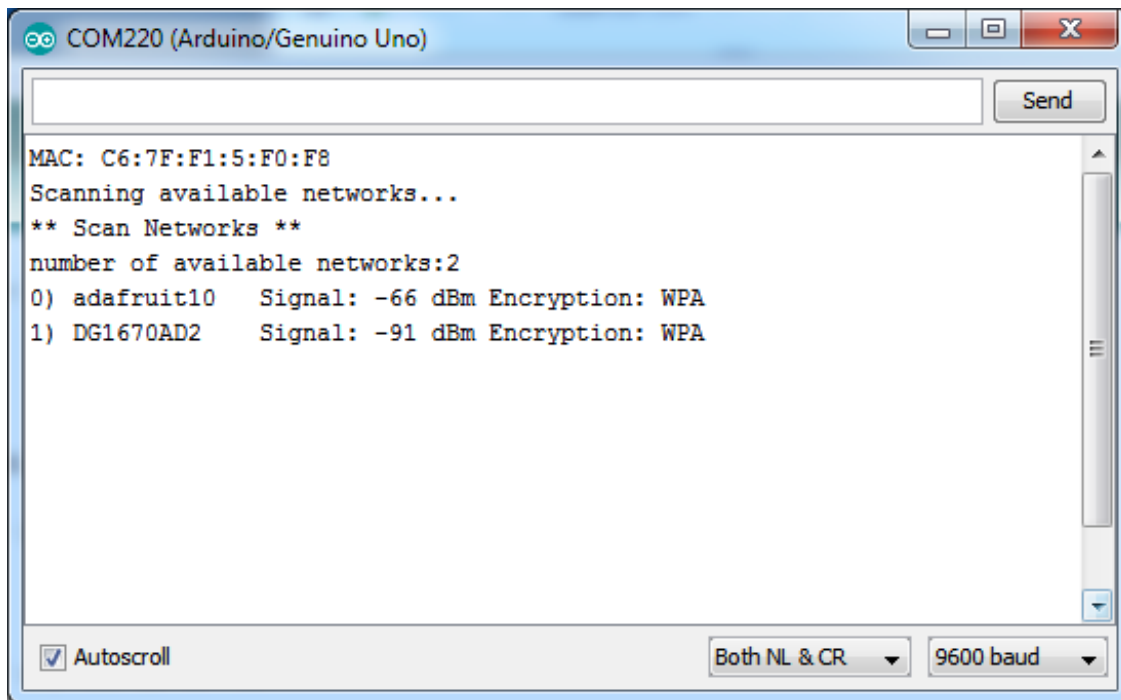 COM220 (Arduino/Genuino Uno)
Send
MAC: C6:7F:F1:5:F0:F8
Scanning available networks...
** Scan Networks **
number of available networks:2
0) adafruit10   Signal: -66 dBm Encryption: WPA
1) DG1670AD2    Signal: -91 dBm Encryption: WPA
Autoscroll Both NL & CR 9600 baud